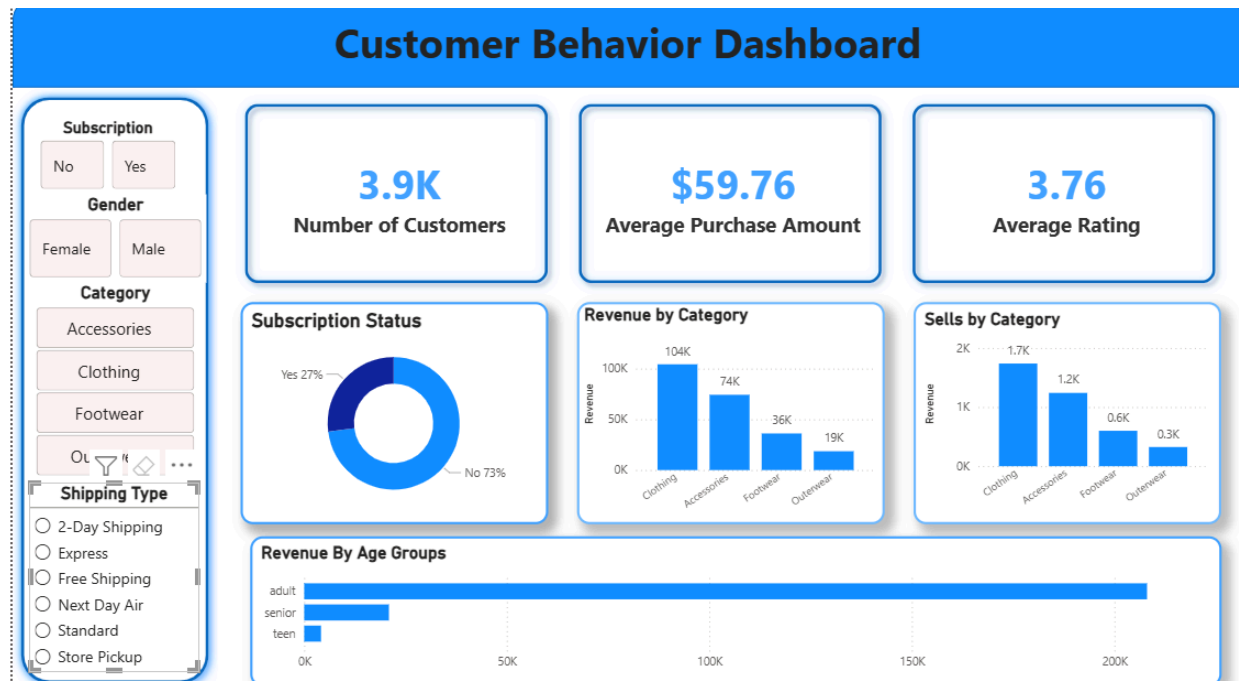 Customer Behavior Dashboard
Subscription
No Yes
Gender
Female Male
Category
Accessories
Clothing
Footwear
Shipping Type
2-Day Shipping
Express
Free Shipping
Next Day Air
Standard
Store Pickup
3.9K
Number of Customers
$59.76
Average Purchase Amount
3.76
Average Rating
Subscription Status
Yes 27%
No 73%
Revenue by Category
Revenue
100K
50K
0K
104K
74K
36K
19K
Clothing
Accessories
Footwear
Outerwear
Sells by Category
Revenue
2K
1K
0K
1.7K
1.2K
0.6K
0.3K
Clothing
Accessories
Footwear
Outerwear
Revenue By Age Groups
adult
senior
teen
0K 50K 100K 150K 200K